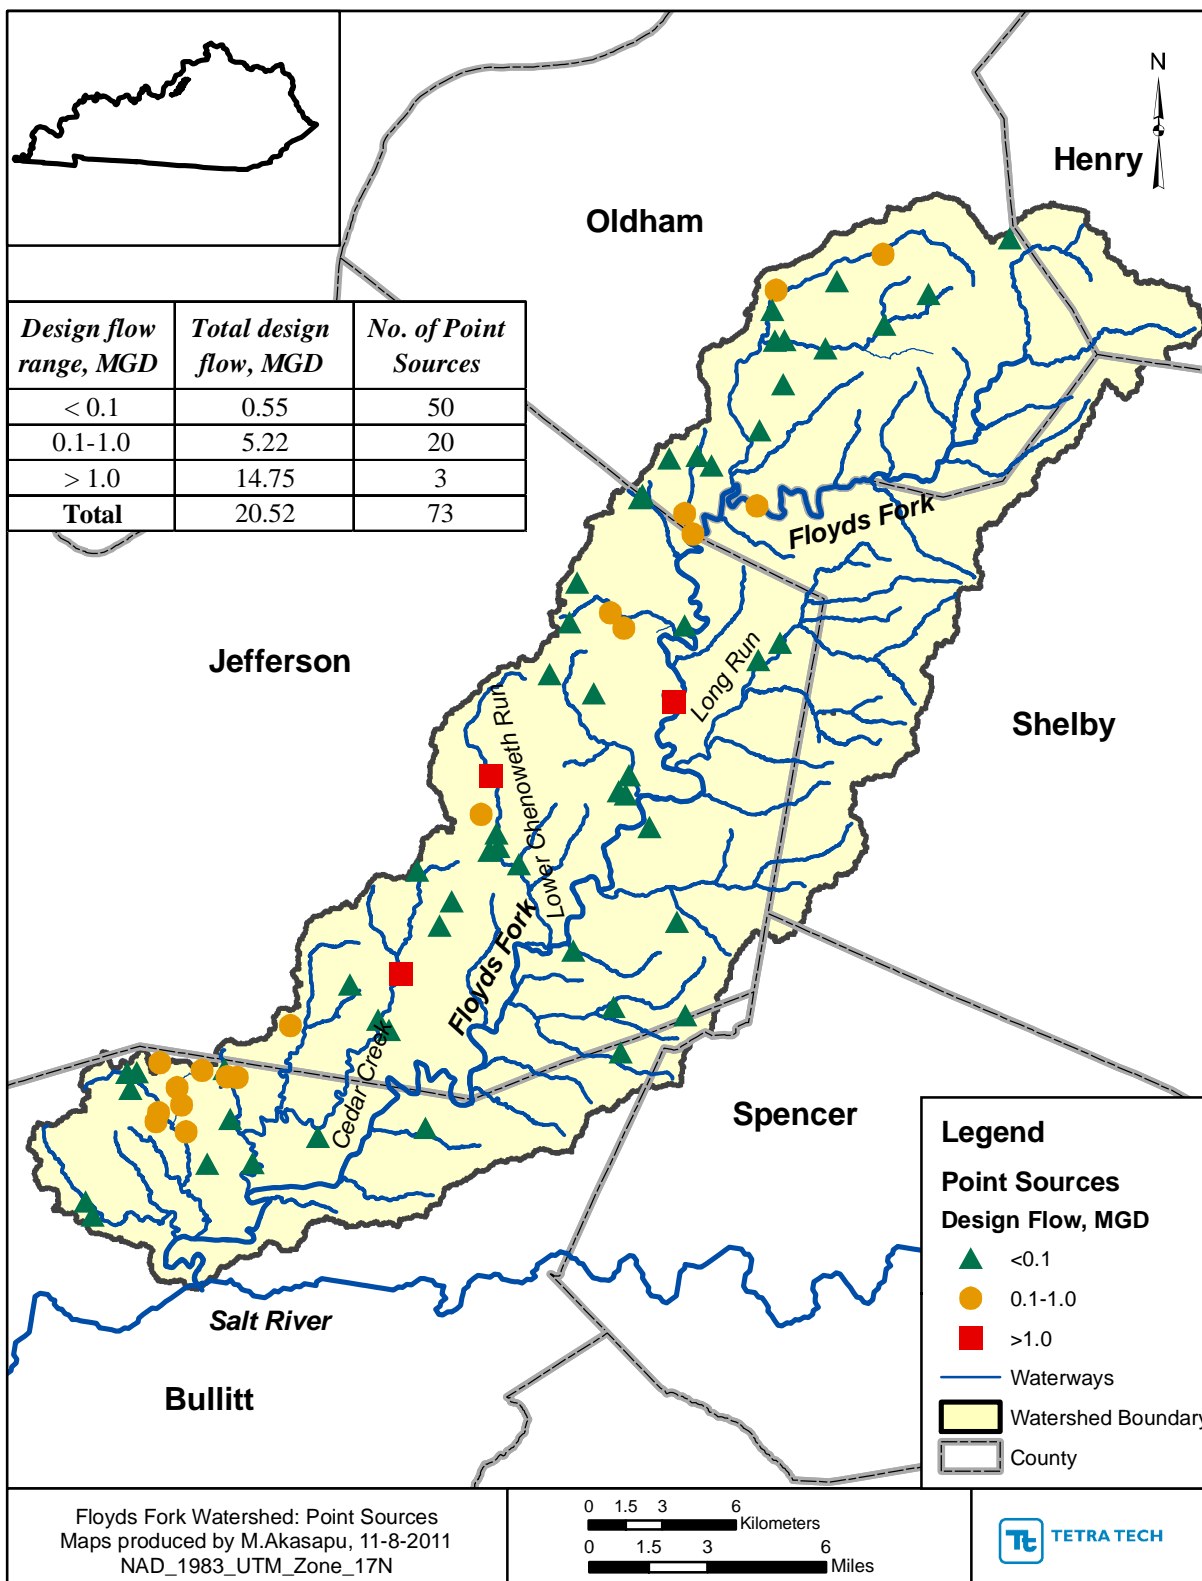 N
Henry
Oldham
Design flow range, MGD	Total design flow, MGD	No. of Point Sources
< 0.1	0.55	50
0.1-1.0	5.22	20
> 1.0	14.75	3
Total	20.52	73
Floyds Fork
Jefferson
Long Run
Shelby
Lower Chenoweth Run
Floyds Fork
Cedar Creek
Spencer
Salt River
Bullitt
Legend
Point Sources
Design Flow, MGD
<0.1
0.1-1.0
>1.0
Waterways
Watershed Boundary
County
Floyds Fork Watershed: Point Sources
Maps produced by M.Akasapu, 11-8-2011
NAD_1983_UTM_Zone_17N
0 1.5 3 6
Kilometers
0 1.5 3 6
Miles
Tt TETRA TECH